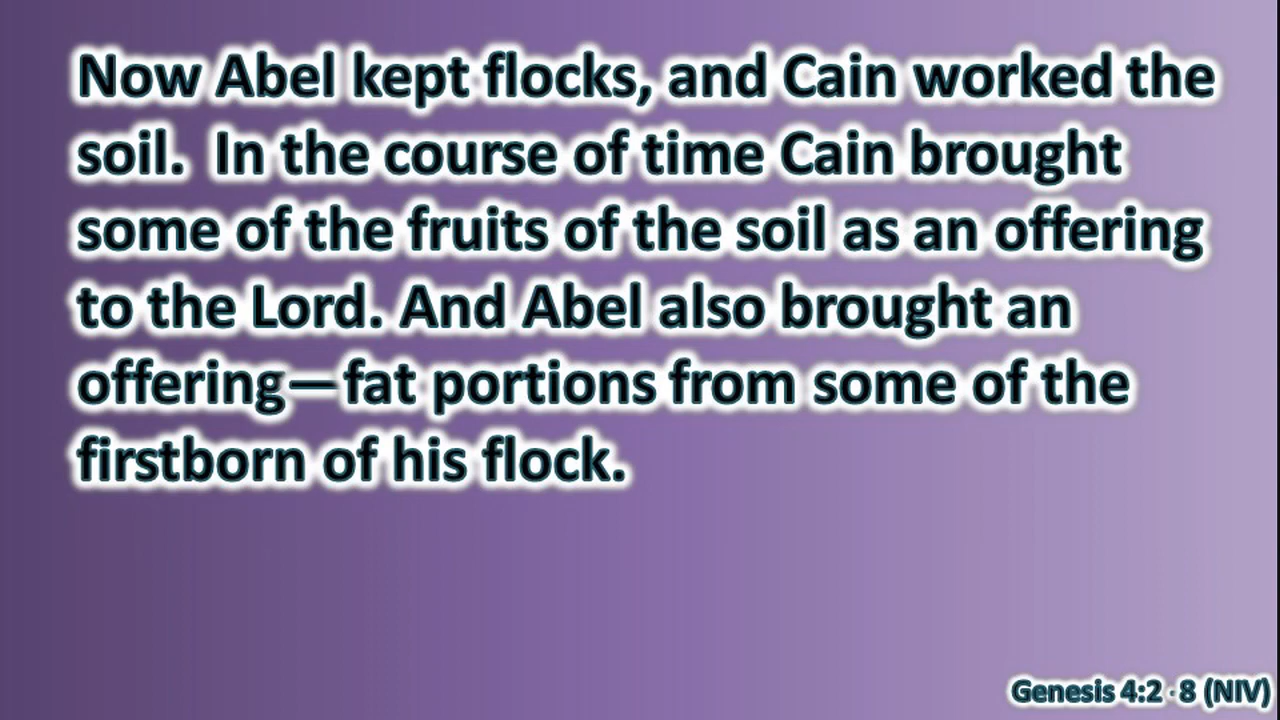 Now Abel kept flocks, and Cain worked the
soil.  In the course of time Cain brought
some of the fruits of the soil as an offering
to the Lord. And Abel also brought an
offering—fat portions from some of the
firstborn of his flock.
Genesis 4:2 - 8 (NIV)